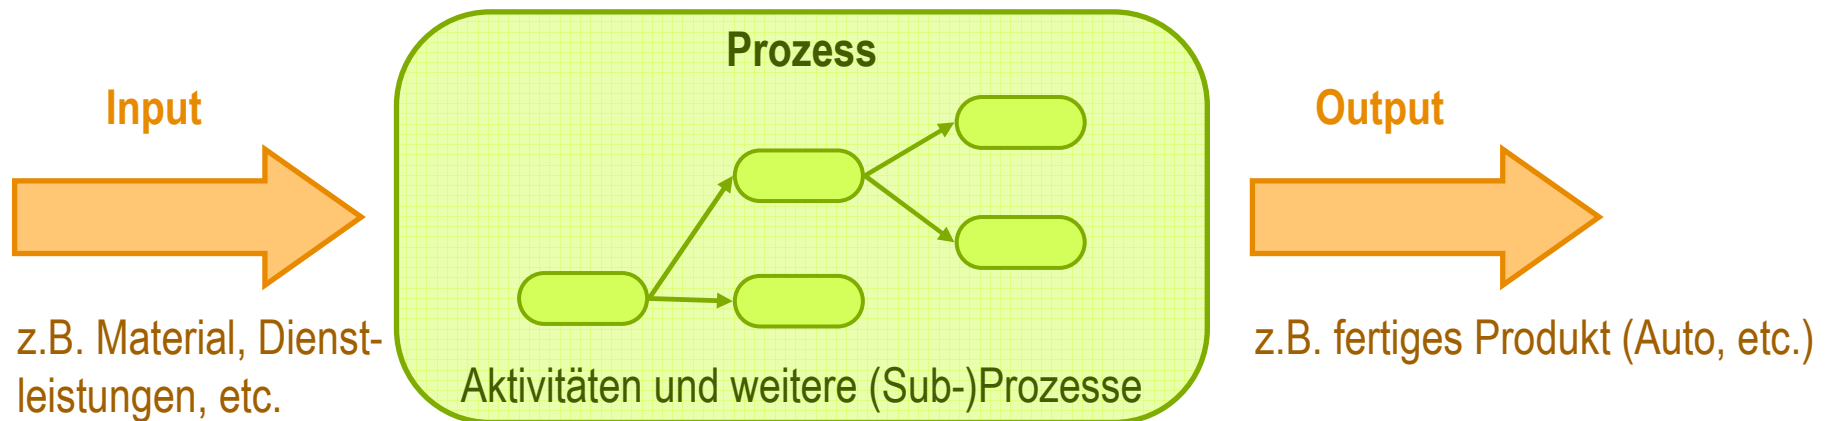 Prozess
Input
z.B. Material, Dienst-
leistungen, etc.
Aktivitäten und weitere (Sub-)Prozesse
Output
z.B. fertiges Produkt (Auto, etc.)